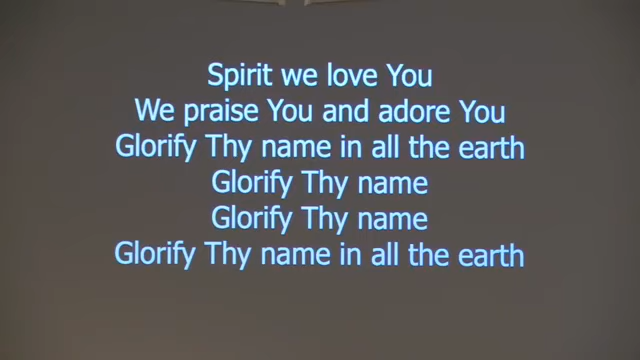 Spirit we love You
We praise You and adore You
Glorify Thy name in all the earth
Glorify Thy name
Glorify Thy name
Glorify Thy name in all the earth